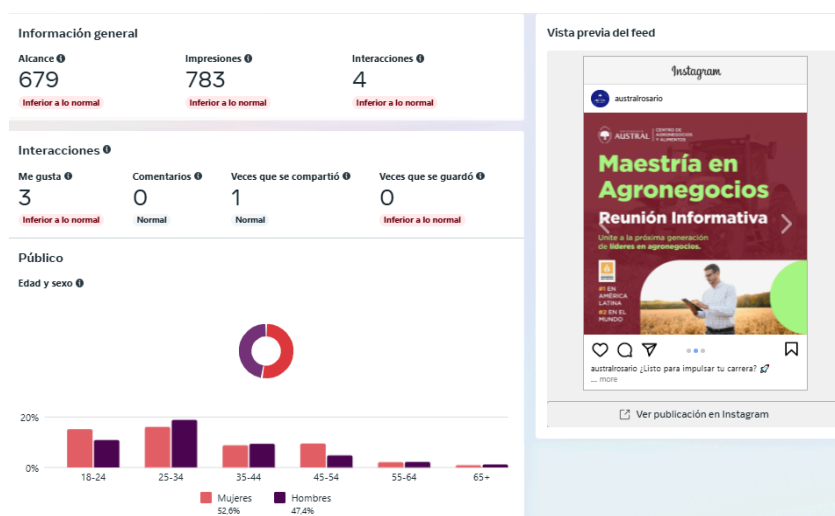 Información general
Alcance
Impresiones
Interacciones
679
783
4
Inferior a lo normal
Inferior a lo normal
Inferior a lo normal
Interacciones
Me gusta
Comentarios
Veces que se compartió
Veces que se guardó
3
0
1
0
Inferior a lo normal
Normal
Normal
Inferior a lo normal
Público
Edad y sexo
20%
0%
18-24
25-34
35-44
45-54
55-64
65+
Mujeres
52,6%
Hombres
47,4%
Vista previa del feed
Instagram
australrosario
AUSTRAL
CENTRO DE
AGRONEGOCIOS
Y ALIMENTOS
Maestría en
Agronegocios
Reunión Informativa
Unite a la próxima generación
de líderes en agronegocios.
#1 EN
AMÉRICA
LATINA
#2 EN EL
MUNDO
australrosario ¿Listo para impulsar tu carrera? 🚀
... more
Ver publicación en Instagram